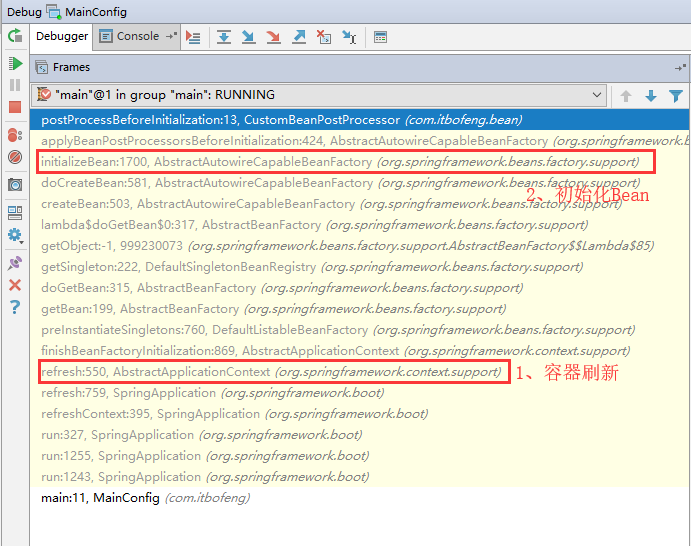 Debug MainConfig
Debugger Console
Frames
"main"@1 in group "main": RUNNING
postProcessBeforeInitialization:13, CustomBeanPostProcessor (com.itbofeng.bean)
applyBeanPostProcessorsBeforeInitialization:424, AbstractAutowireCapableBeanFactory (org.springframework.b
initializeBean:1700, AbstractAutowireCapableBeanFactory (org.springframework.beans.factory.support)
doCreateBean:581, AbstractAutowireCapableBeanFactory (org.springframework.beans.factory.support)
createBean:503, AbstractAutowireCapableBeanFactory (org.springframework.beans.factory.support)
2、初始化Bean
lambda$doGetBean$0:317, AbstractBeanFactory (org.springframework.beans.factory.support)
getObject:-1, 999230073 (org.springframework.beans.factory.support.AbstractBeanFactory$$Lambda$85)
getSingleton:222, DefaultSingletonBeanRegistry (org.springframework.beans.factory.support)
doGetBean:315, AbstractBeanFactory (org.springframework.beans.factory.support)
getBean:199, AbstractBeanFactory (org.springframework.beans.factory.support)
preInstantiateSingletons:760, DefaultListableBeanFactory (org.springframework.beans.factory.support)
finishBeanFactoryInitialization:869, AbstractApplicationContext (org.springframework.context.support)
refresh:550, AbstractApplicationContext (org.springframework.context.support) 1、容器刷新
refresh:759, SpringApplication (org.springframework.boot)
refreshContext:395, SpringApplication (org.springframework.boot)
run:327, SpringApplication (org.springframework.boot)
run:1255, SpringApplication (org.springframework.boot)
run:1243, SpringApplication (org.springframework.boot)
main:11, MainConfig (com.itbofeng)